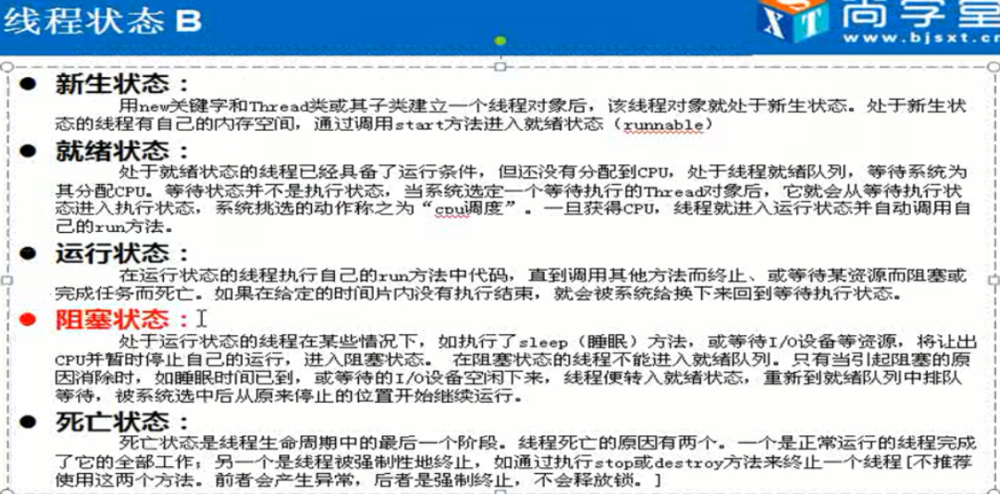 线程状态 B
尚学堂
XST
www.bjsxt.cn
● 新生状态：
用new关键字和Thread类或其子类建立一个线程对象后，该线程对象就处于新生状态。处于新生状
态的线程有自己的内存空间，通过调用start方法进入就绪状态（runnable）
● 就绪状态：
处于就绪状态的线程已经具备了运行条件，但还没有分配到CPU，处于线程就绪队列，等待系统为
其分配CPU。等待状态并不是执行状态，当系统选定一个等待执行的Thread对象后，它就会从等待执行状
态进入执行状态，系统挑选的动作称之为“cpu调度”。一旦获得CPU，线程就进入运行状态并自动调用自
己的run方法。
● 运行状态：
在运行状态的线程执行自己的run方法中代码，直到调用其他方法而终止、或等待某资源而阻塞或
完成任务而死亡。如果在给定的时间片内没有执行结束，就会被系统给换下来回到等待执行状态。
● 阻塞状态：
处于运行状态的线程在某些情况下，如执行了sleep（睡眠）方法，或等待I/O设备等资源，将让出
CPU并暂时停止自己的运行，进入阻塞状态。 在阻塞状态的线程不能进入就绪队列。只有当引起阻塞的原
因消除时，如睡眠时间已到，或等待的I/O设备空闲下来，线程便转入就绪状态，重新到就绪队列中排队
等待，被系统选中后从原来停止的位置开始继续运行。
● 死亡状态：
死亡状态是线程生命周期中的最后一个阶段。线程死亡的原因有两个。一个是正常运行的线程完成
了它的全部工作；另一个是线程被强制性地终止，如通过执行stop或destroy方法来终止一个线程[不推荐
使用这两个方法。前者会产生异常，后者是强制终止，不会释放锁。]